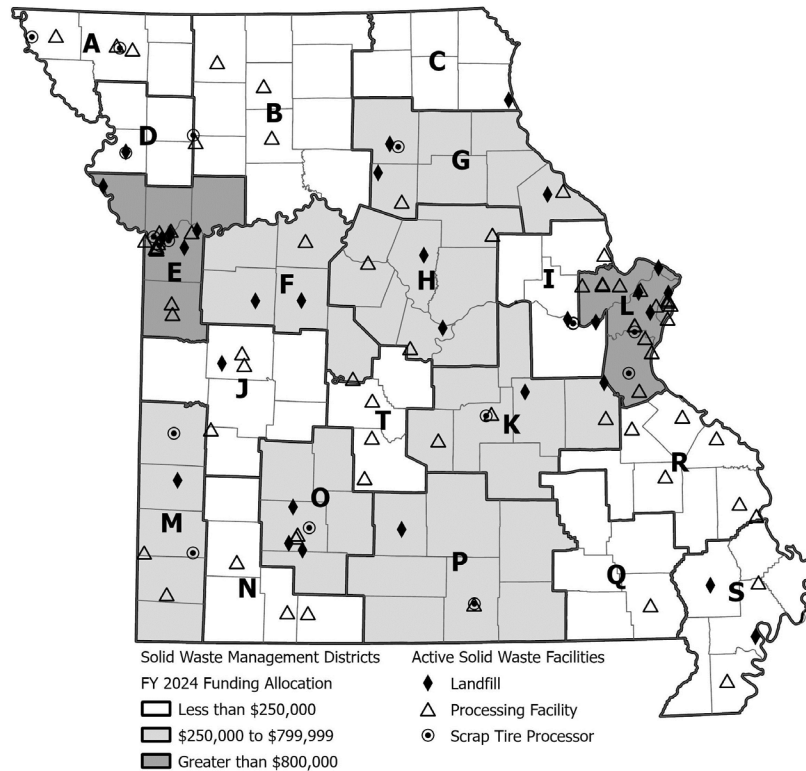 A
C
B
D
G
E
F
H
I
L
J
T
K
R
M
O
P
N
Q
S
Solid Waste Management Districts
FY 2024 Funding Allocation
Less than $250,000
$250,000 to $799,999
Greater than $800,000
Active Solid Waste Facilities
Landfill
Processing Facility
Scrap Tire Processor